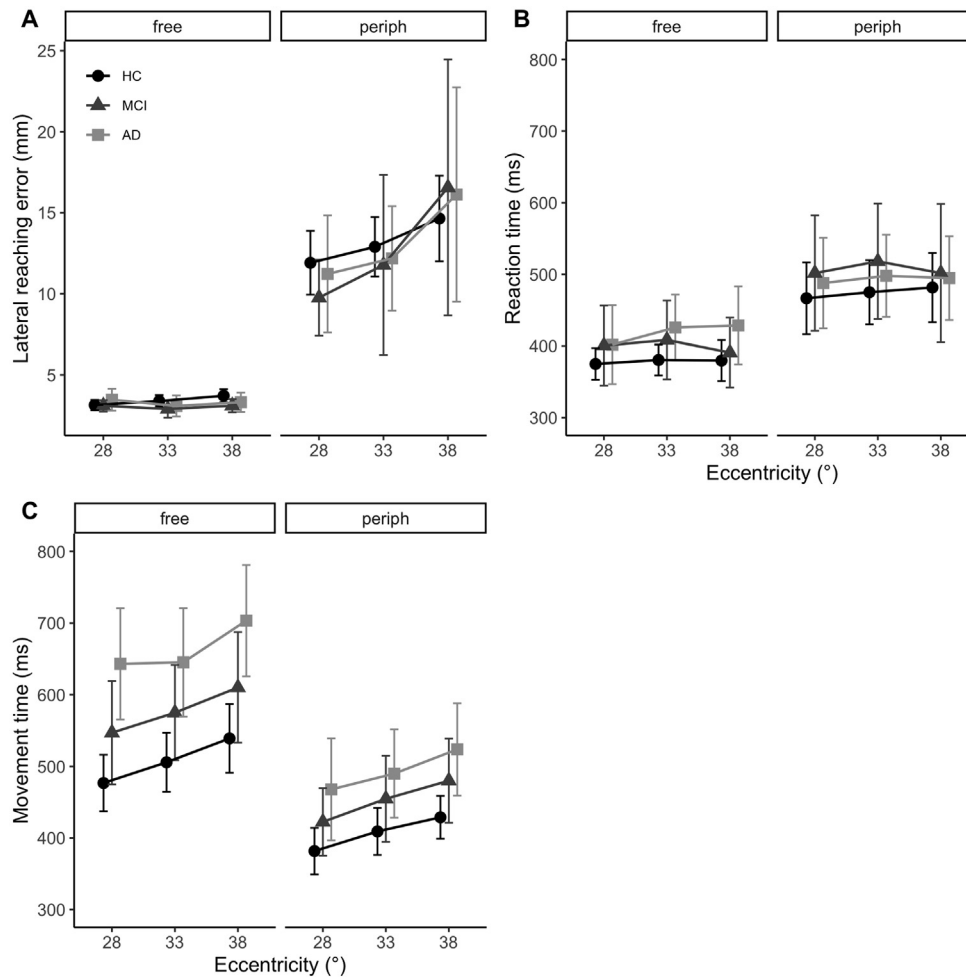 A
free
periph
Lateral reaching error (mm)
25
20
15
10
5
HC
MCI
AD
28
33
38
28
33
38
Eccentricity (°)
B
free
periph
Reaction time (ms)
800
700
600
500
400
300
28
33
38
28
33
38
Eccentricity (°)
C
free
periph
Movement time (ms)
800
700
600
500
400
300
28
33
38
28
33
38
Eccentricity (°)